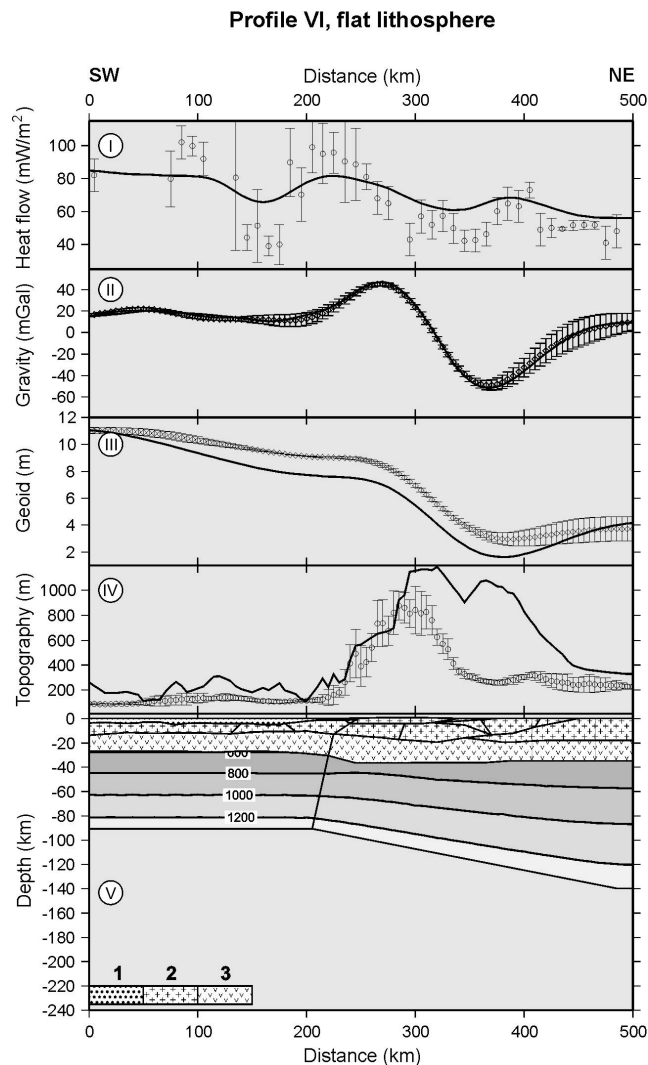 Profile VI, flat lithosphere
SW Distance (km) NE
0 100 200 300 400 500
I
Heat flow (mW/m²)
100
80
60
40
II
Gravity (mGal)
40
20
0
-20
-40
-60
12
III
Geoid (m)
10
8
6
4
2
IV
Topography (m)
1000
800
600
400
200
V
Depth (km)
0
-20
-40
-60
-80
-100
-120
-140
-160
-180
-200
-220
-240
600
800
1000
1200
1 2 3
0 100 200 300 400 500
Distance (km)